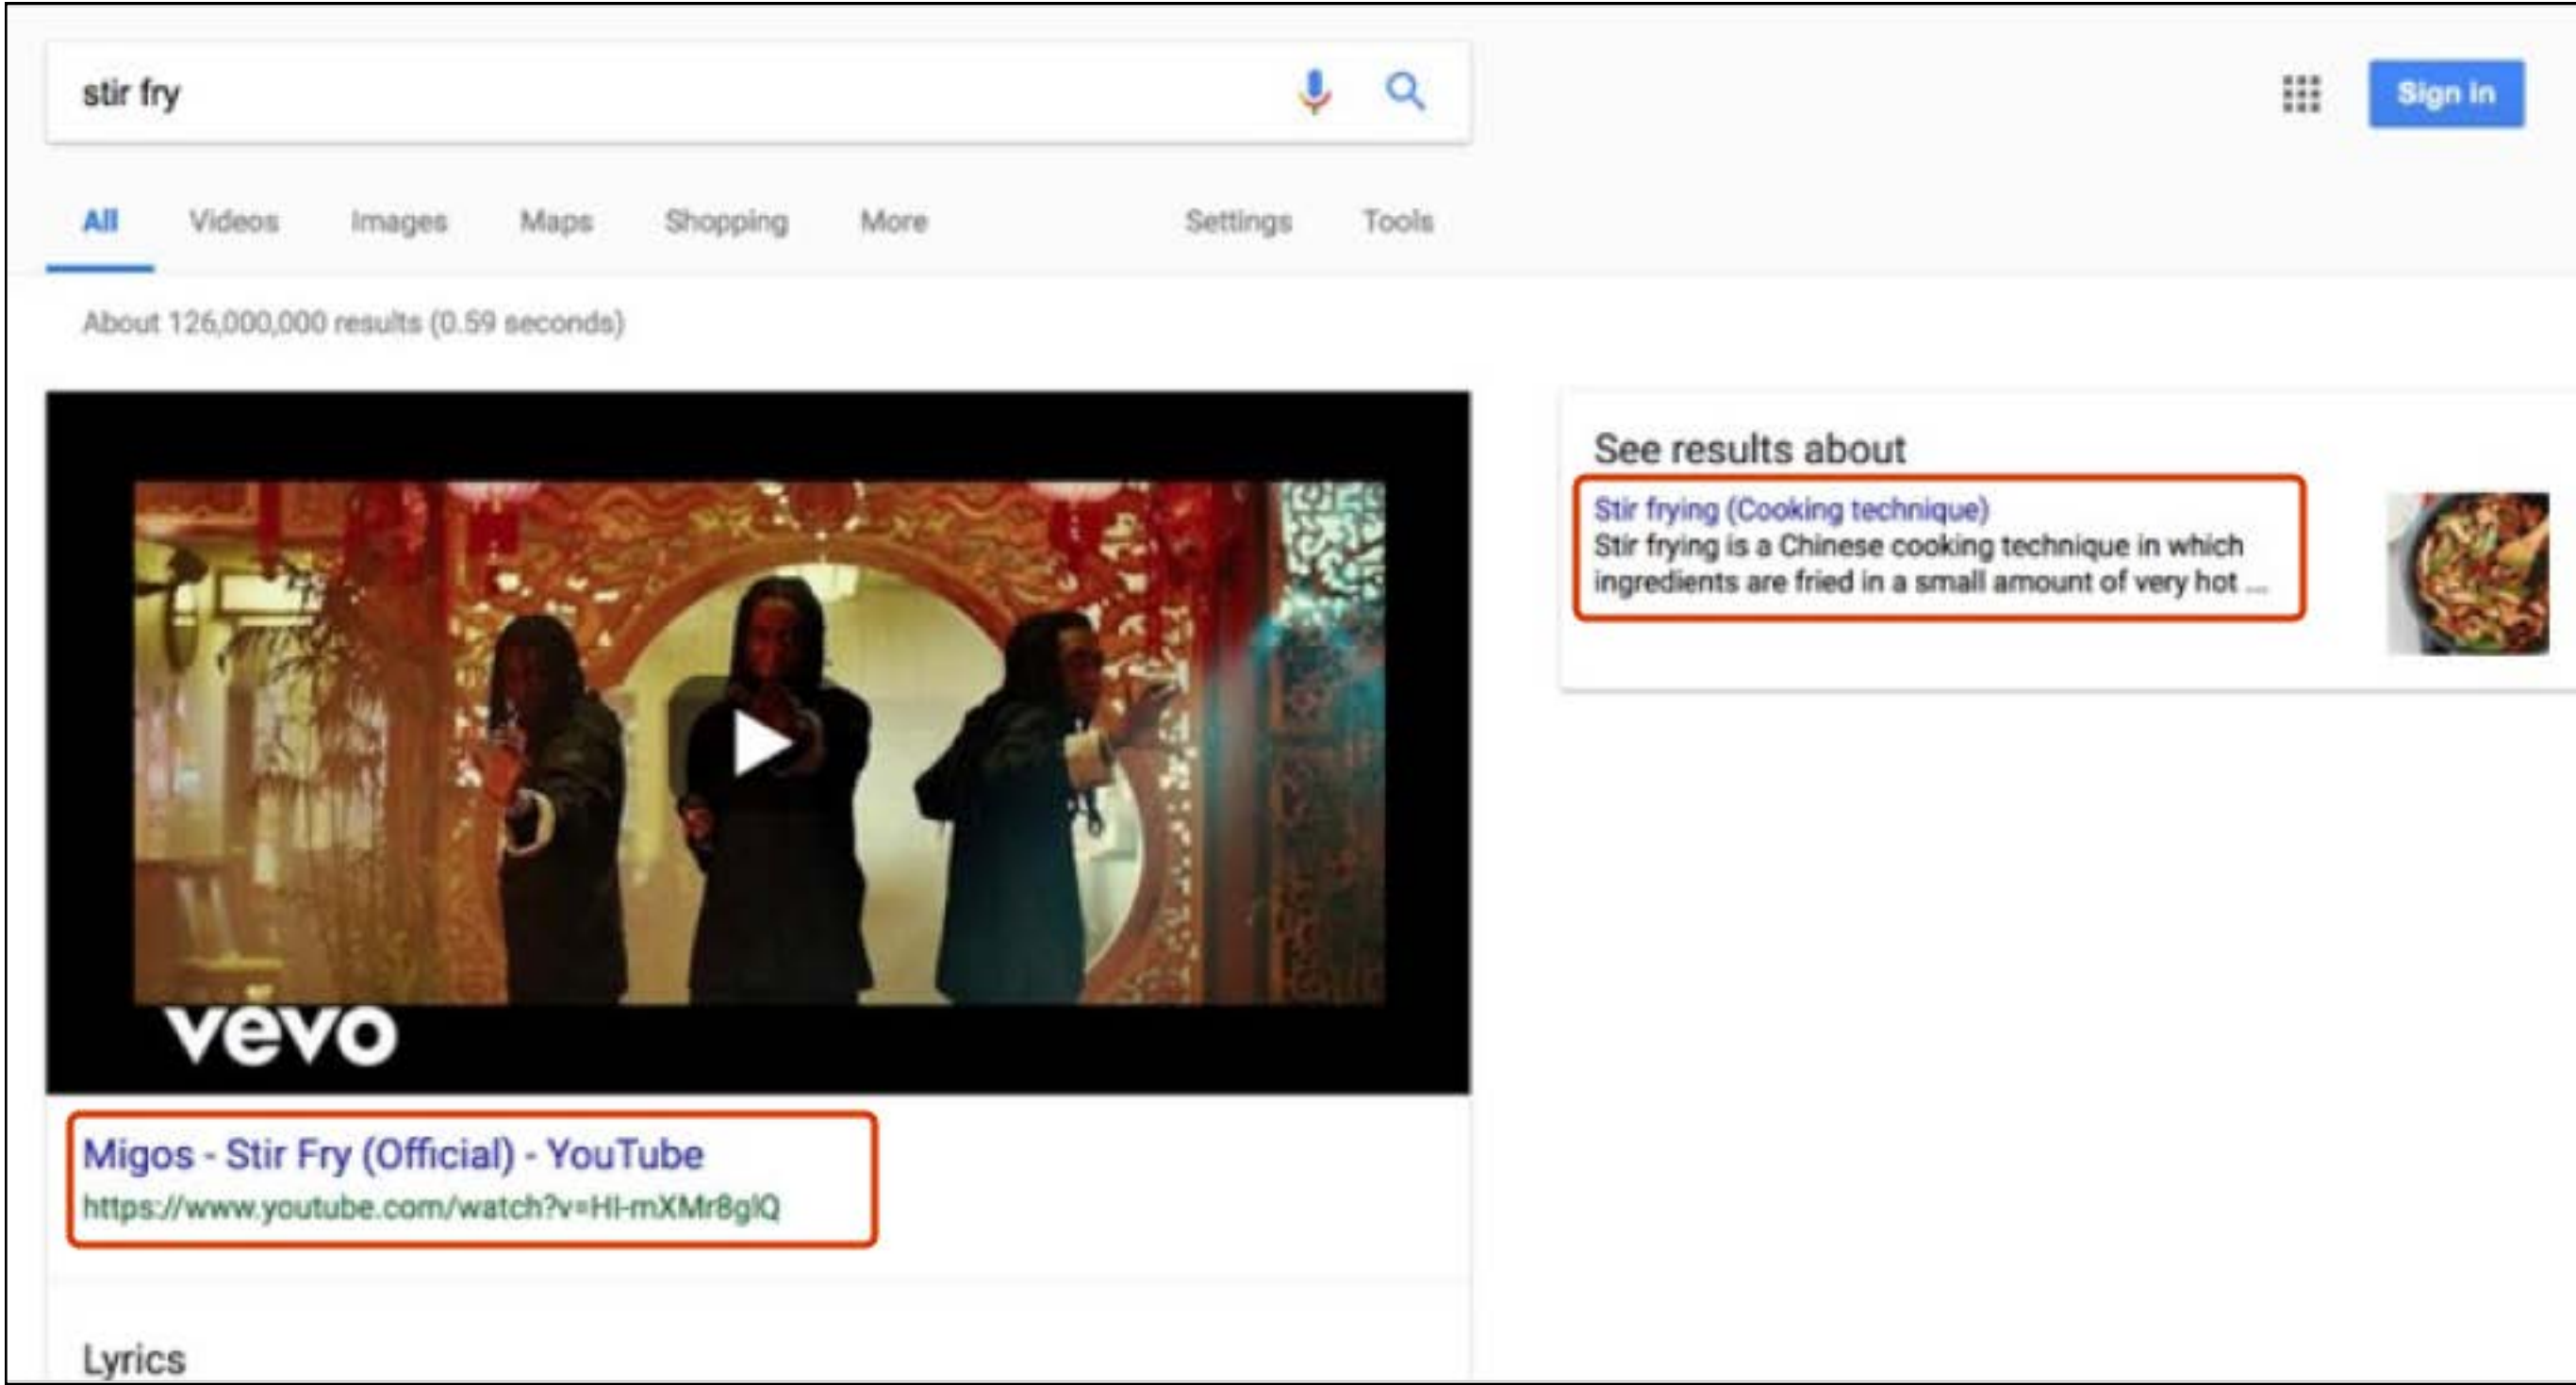 stir fry
Sign in
All Videos Images Maps Shopping More Settings Tools
About 126,000,000 results (0.59 seconds)
vevo
Migos - Stir Fry (Official) - YouTube
https://www.youtube.com/watch?v=HI-mXMr8glQ
Lyrics
See results about
Stir frying (Cooking technique)
Stir frying is a Chinese cooking technique in which
ingredients are fried in a small amount of very hot ...